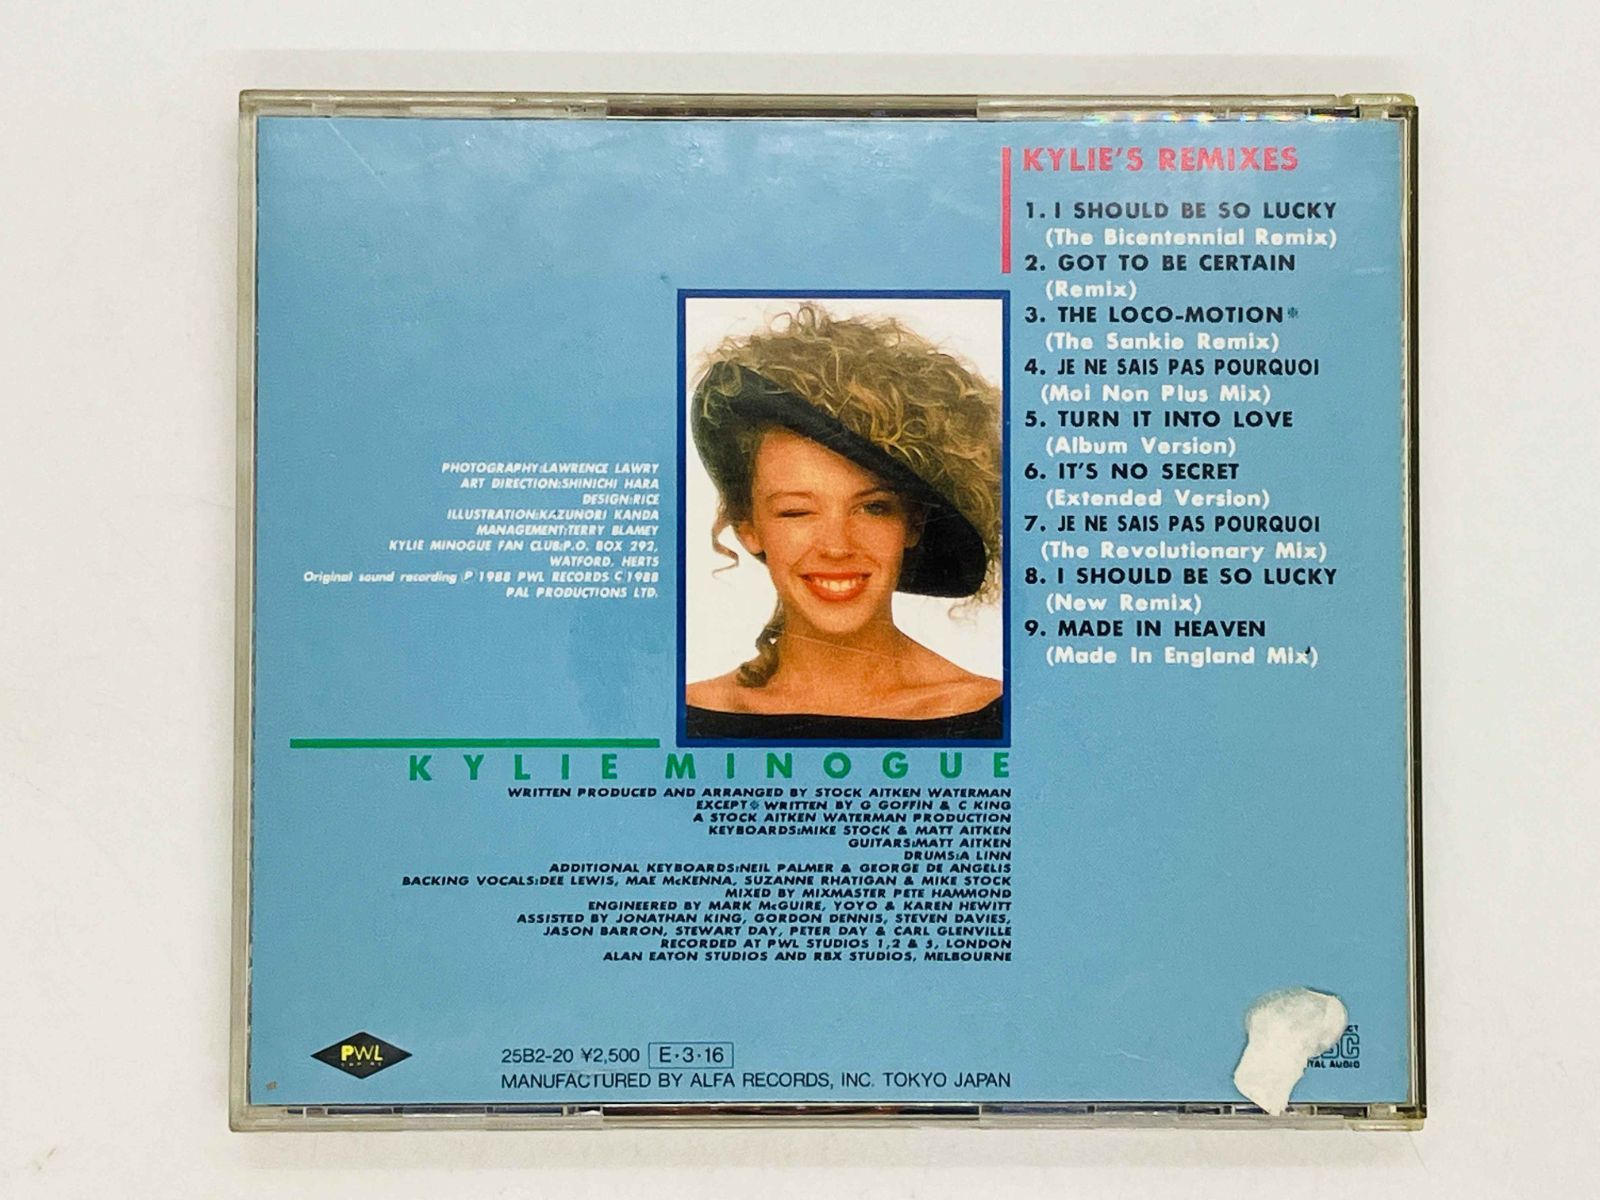 KYLIE'S REMIXES
1. I SHOULD BE SO LUCKY
(The Bicentennial Remix)
2. GOT TO BE CERTAIN
(Remix)
3. THE LOCO-MOTION*
(The Sankie Remix)
4. JE NE SAIS PAS POURQUOI
(Moi Non Plus Mix)
5. TURN IT INTO LOVE
(Album Version)
6. IT'S NO SECRET
(Extended Version)
7. JE NE SAIS PAS POURQUOI
(The Revolutionary Mix)
8. I SHOULD BE SO LUCKY
(New Remix)
9. MADE IN HEAVEN
(Made In England Mix)
PHOTOGRAPHY:LAWRENCE LAWRY
ART DIRECTION:SHINICHI HARA
DESIGN:RICE
ILLUSTRATION:KAZUNORI KANDA
MANAGEMENT:TERRY BLAMEY
KYLIE MINOGUE FAN CLUB:P.O. BOX 292,
WATFORD, HERTS
Original sound recording Ⓟ 1988 PWL RECORDS © 1988
PAL PRODUCTIONS LTD.
KYLIE MINOGUE
WRITTEN PRODUCED AND ARRANGED BY STOCK AITKEN WATERMAN
EXCEPT* WRITTEN BY G GOFFIN & C KING
A STOCK AITKEN WATERMAN PRODUCTION
KEYBOARDS:MIKE STOCK & MATT AITKEN
GUITARS:MATT AITKEN
DRUMS:A LINN
ADDITIONAL KEYBOARDS:NEIL PALMER & GEORGE DE ANGELIS
BACKING VOCALS:DEE LEWIS, MAE McKENNA, SUZANNE RHATIGAN & MIKE STOCK
MIXED BY MIXMASTER PETE HAMMOND
ENGINEERED BY MARK McGUIRE, YOYO & KAREN HEWITT
ASSISTED BY JONATHAN KING, GORDON DENNIS, STEVEN DAVIES,
JASON BARRON, STEWART DAY, PETER DAY & CARL GLENVILLE
RECORDED AT PWL STUDIOS 1,2 & 3, LONDON
ALAN EATON STUDIOS AND RBX STUDIOS, MELBOURNE
PWL
25B2-20 ¥2,500 E·3·16
MANUFACTURED BY ALFA RECORDS, INC. TOKYO JAPAN
AUDIO